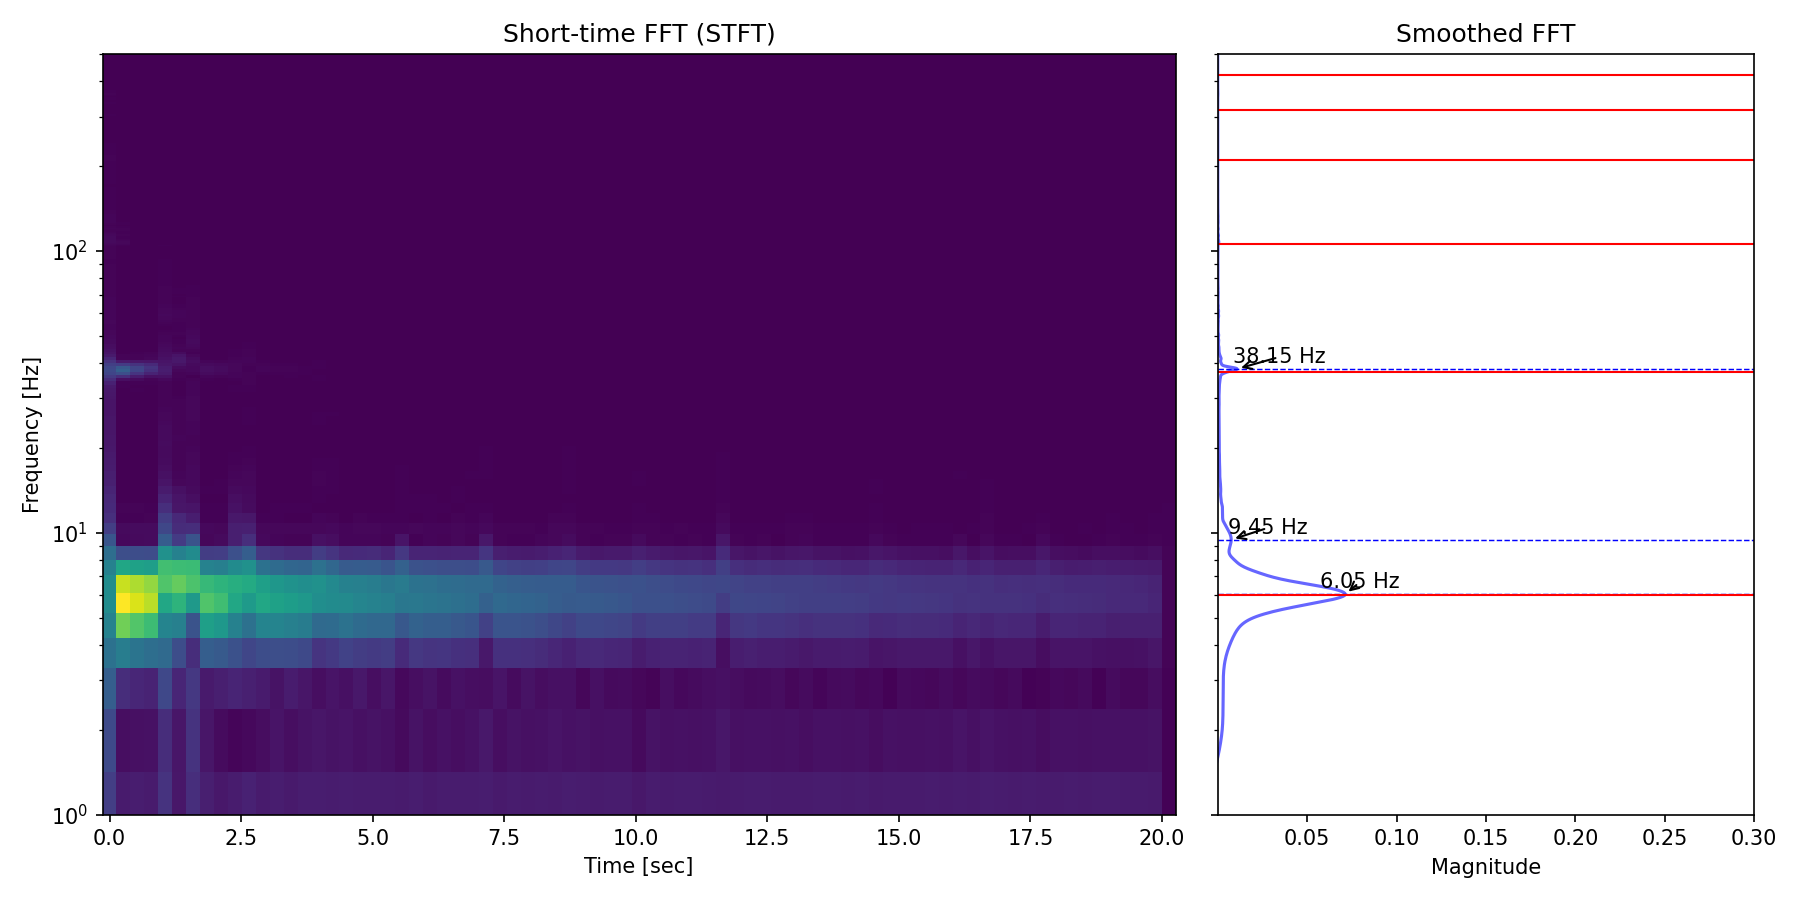 Short-time FFT (STFT)
Smoothed FFT
Frequency [Hz]
10²
10¹
10⁰
0.0 2.5 5.0 7.5 10.0 12.5 15.0 17.5 20.0
Time [sec]
38.15 Hz
9.45 Hz
6.05 Hz
0.05 0.10 0.15 0.20 0.25 0.30
Magnitude